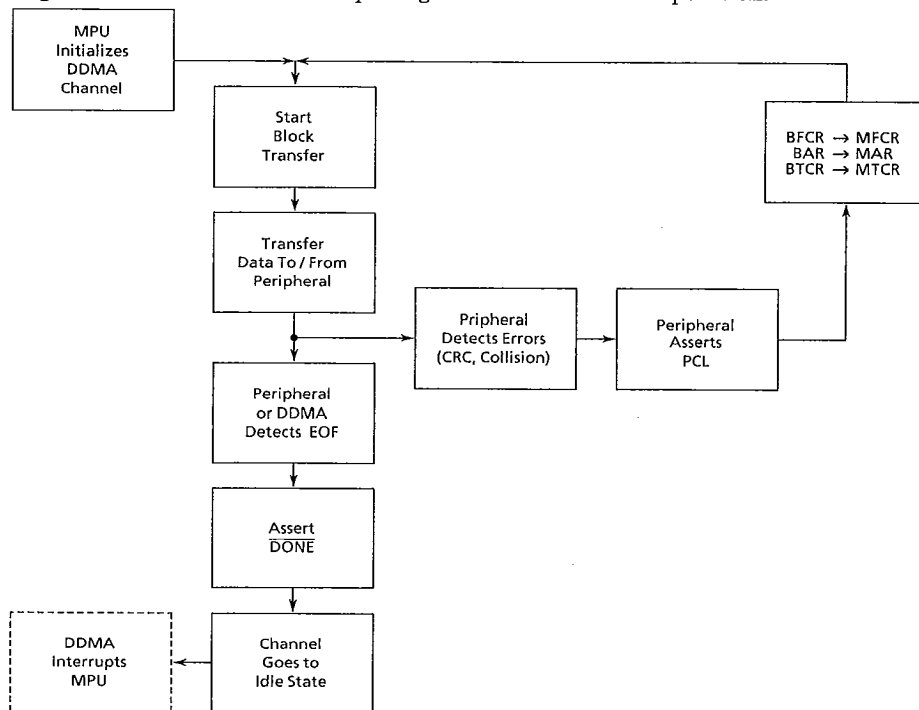 MPU
Initializes
DDMA
Channel
Start
Block
Transfer
BFCR → MFCR
BAR → MAR
BTCR → MTCR
Transfer
Data To / From
Peripheral
Pripheral
Detects Errors
(CRC, Collision)
Peripheral
Asserts
PCL
Peripheral
or DDMA
Detects EOF
Assert
DONE
DDMA
Interrupts
MPU
Channel
Goes to
Idle State